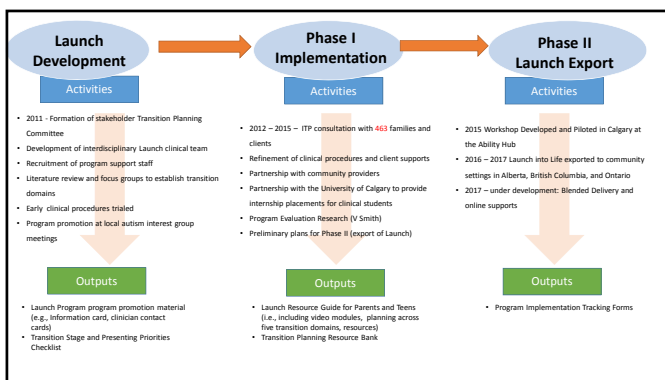 Launch
Development
Activities
• 2011 - Formation of stakeholder Transition Planning
Committee
• Development of interdisciplinary Launch clinical team
• Recruitment of program support staff
• Literature review and focus groups to establish transition
domains
• Early clinical procedures trialed
• Program promotion at local autism interest group
meetings
Outputs
• Launch Program program promotion material
(e.g., Information card, clinician contact
cards)
• Transition Stage and Presenting Priorities
Checklist
Phase I
Implementation
Activities
• 2012 – 2015 – ITP consultation with 463 families and
clients
• Refinement of clinical procedures and client supports
• Partnership with community providers
• Partnership with the University of Calgary to provide
internship placements for clinical students
• Program Evaluation Research (V Smith)
• Preliminary plans for Phase II (export of Launch)
Outputs
• Launch Resource Guide for Parents and Teens
(i.e., including video modules, planning across
five transition domains, resources)
• Transition Planning Resource Bank
Phase II
Launch Export
Activities
• 2015 Workshop Developed and Piloted in Calgary at
the Ability Hub
• 2016 – 2017 Launch into Life exported to community
settings in Alberta, British Columbia, and Ontario
• 2017 – under development: Blended Delivery and
online supports
Outputs
• Program Implementation Tracking Forms